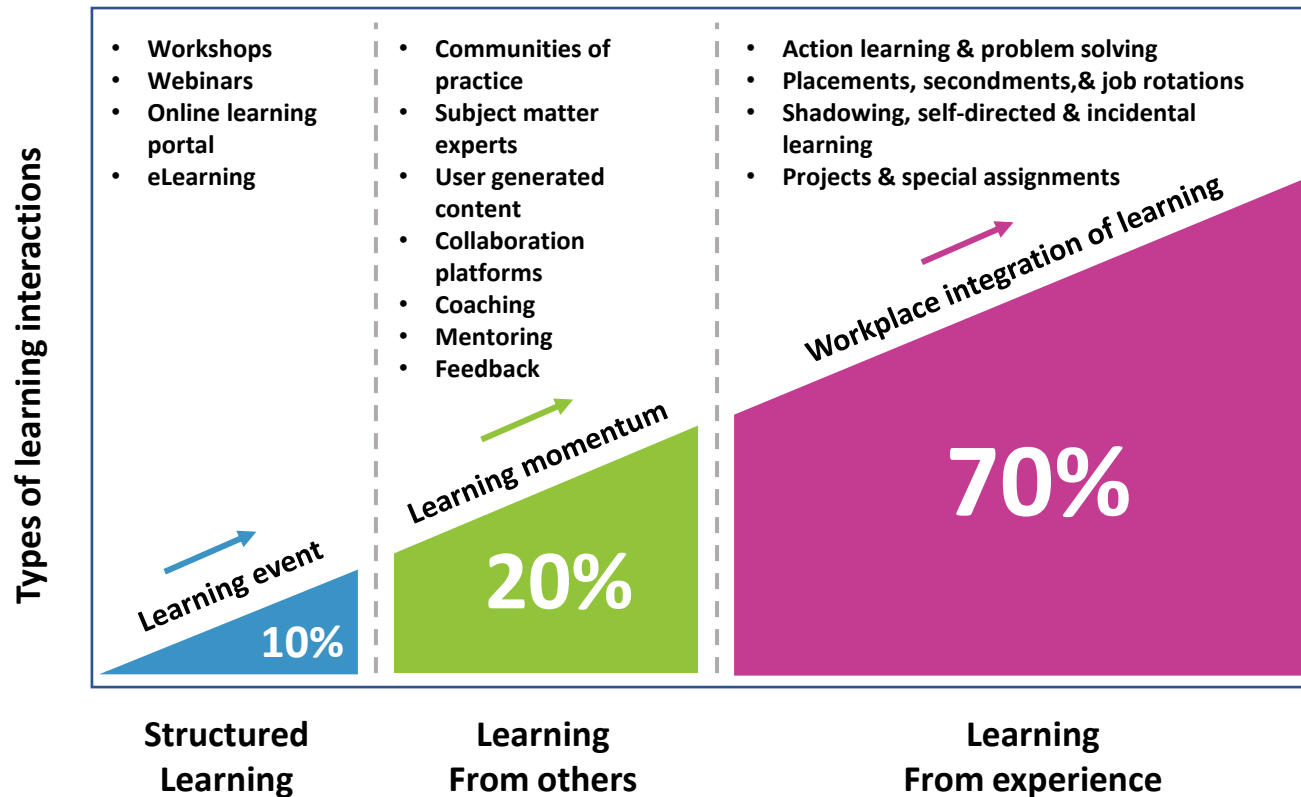 Types of learning interactions
• Workshops
• Webinars
• Online learning
portal
• eLearning
• Communities of
practice
• Subject matter
experts
• User generated
content
• Collaboration
platforms
• Coaching
• Mentoring
• Feedback
• Action learning & problem solving
• Placements, secondments,& job rotations
• Shadowing, self-directed & incidental
learning
• Projects & special assignments
Learning event
10%
Learning momentum
20%
Workplace integration of learning
70%
Structured
Learning
Learning
From others
Learning
From experience